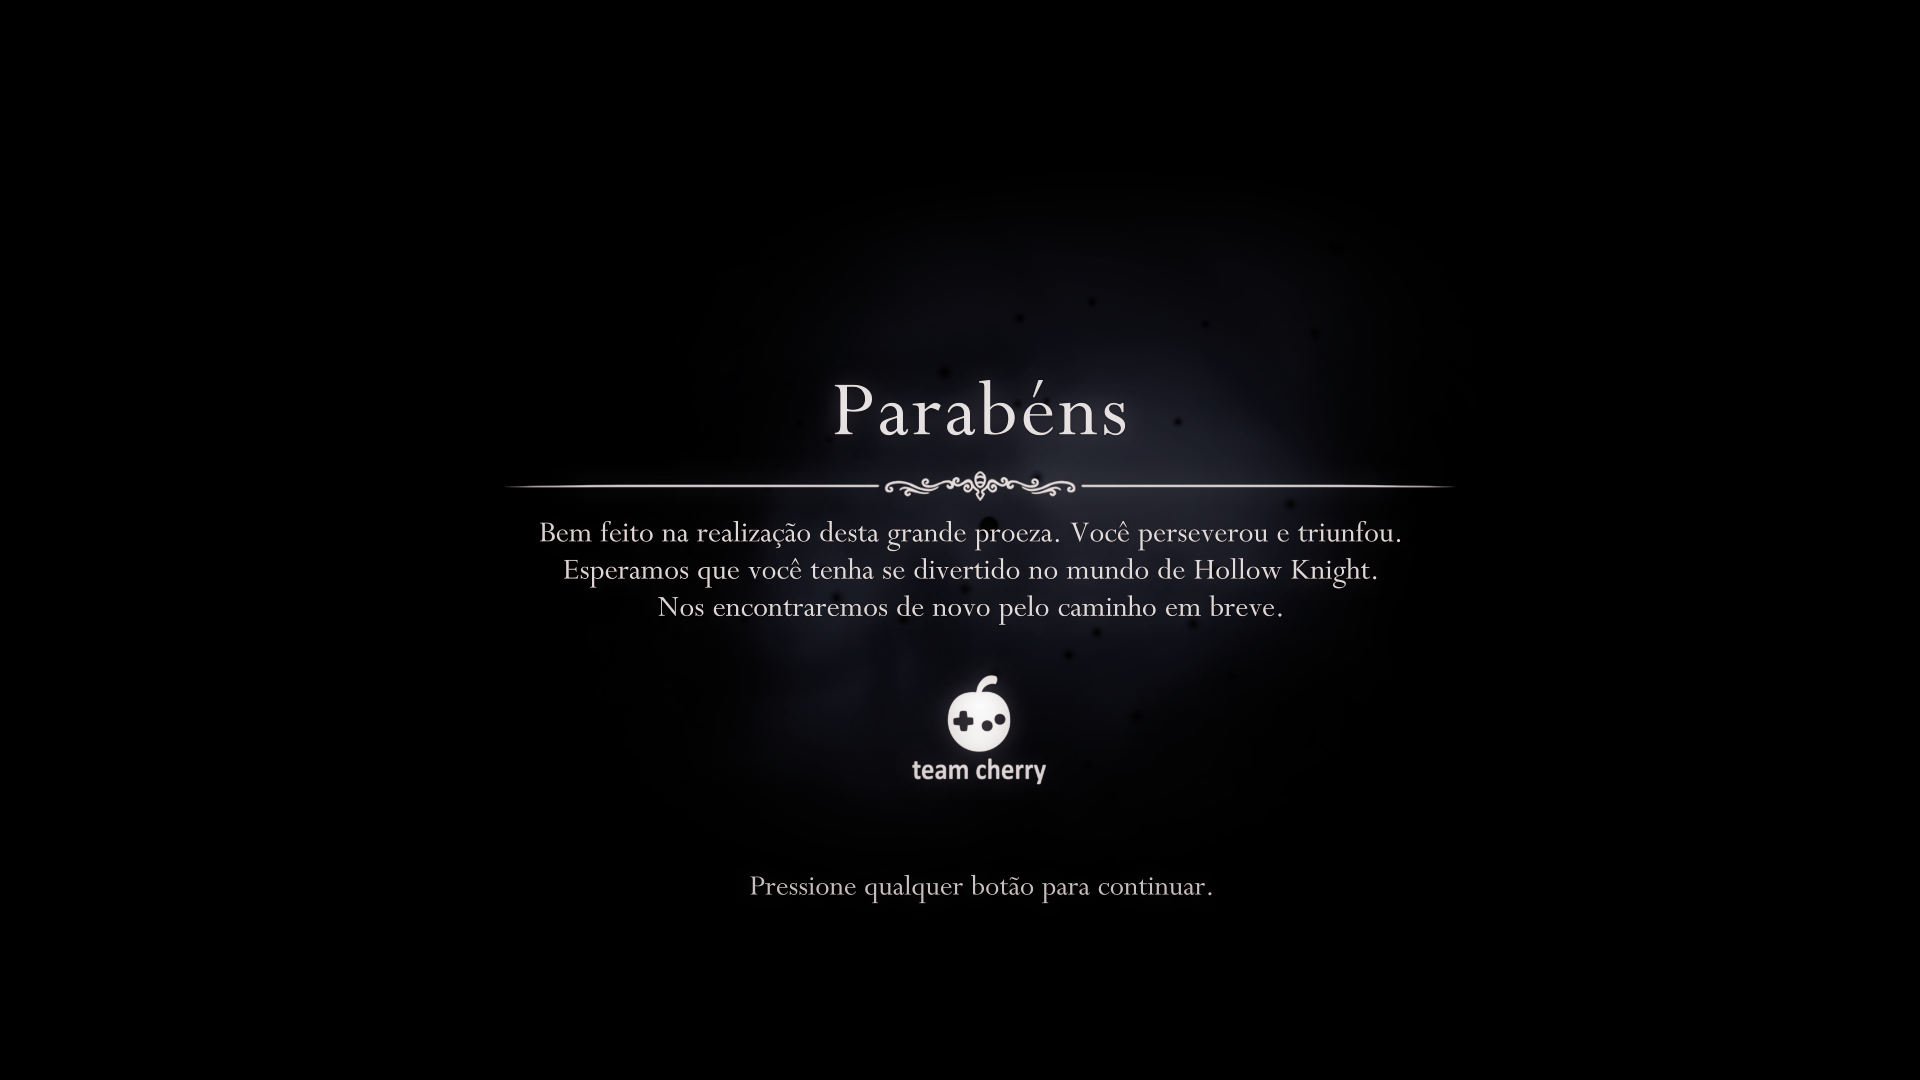 Parabéns
Bem feito na realização desta grande proeza. Você perseverou e triunfou.
Esperamos que você tenha se divertido no mundo de Hollow Knight.
Nos encontraremos de novo pelo caminho em breve.
team cherry
Pressione qualquer botão para continuar.